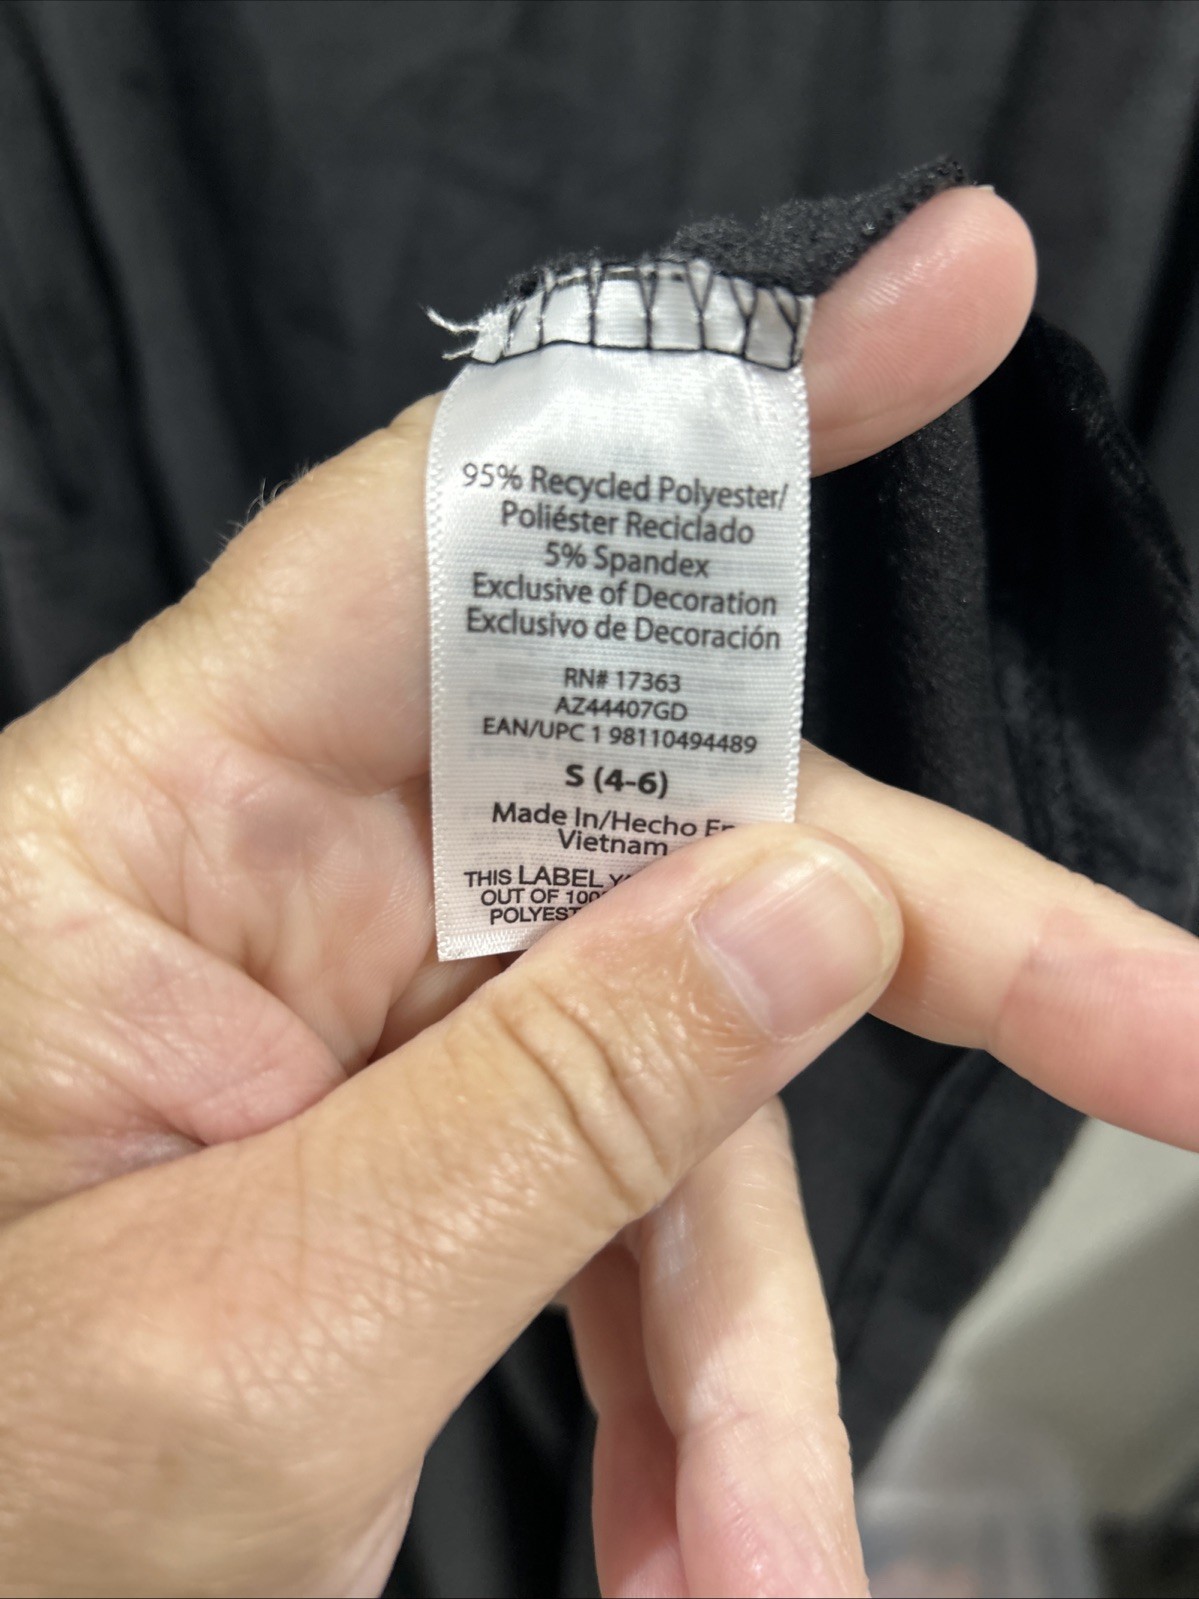 95% Recycled Polyester/
Poliéster Reciclado
5% Spandex
Exclusive of Decoration
Exclusivo de Decoración
RN# 17363
AZ44407GD
EAN/UPC 1 98110494489
S (4-6)
Made In/Hecho
Vietnam
THIS LABEL
OUT OF